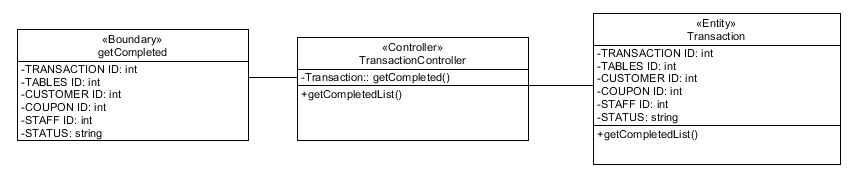 «Boundary»
getCompleted
-TRANSACTION ID: int
-TABLES ID: int
-CUSTOMER ID: int
-COUPON ID: int
-STAFF ID: int
-STATUS: string
«Controller»
TransactionController
-Transaction:: getCompleted()
+getCompletedList()
«Entity»
Transaction
-TRANSACTION ID: int
-TABLES ID: int
-CUSTOMER ID: int
-COUPON ID: int
-STAFF ID: int
-STATUS: string
+getCompletedList()